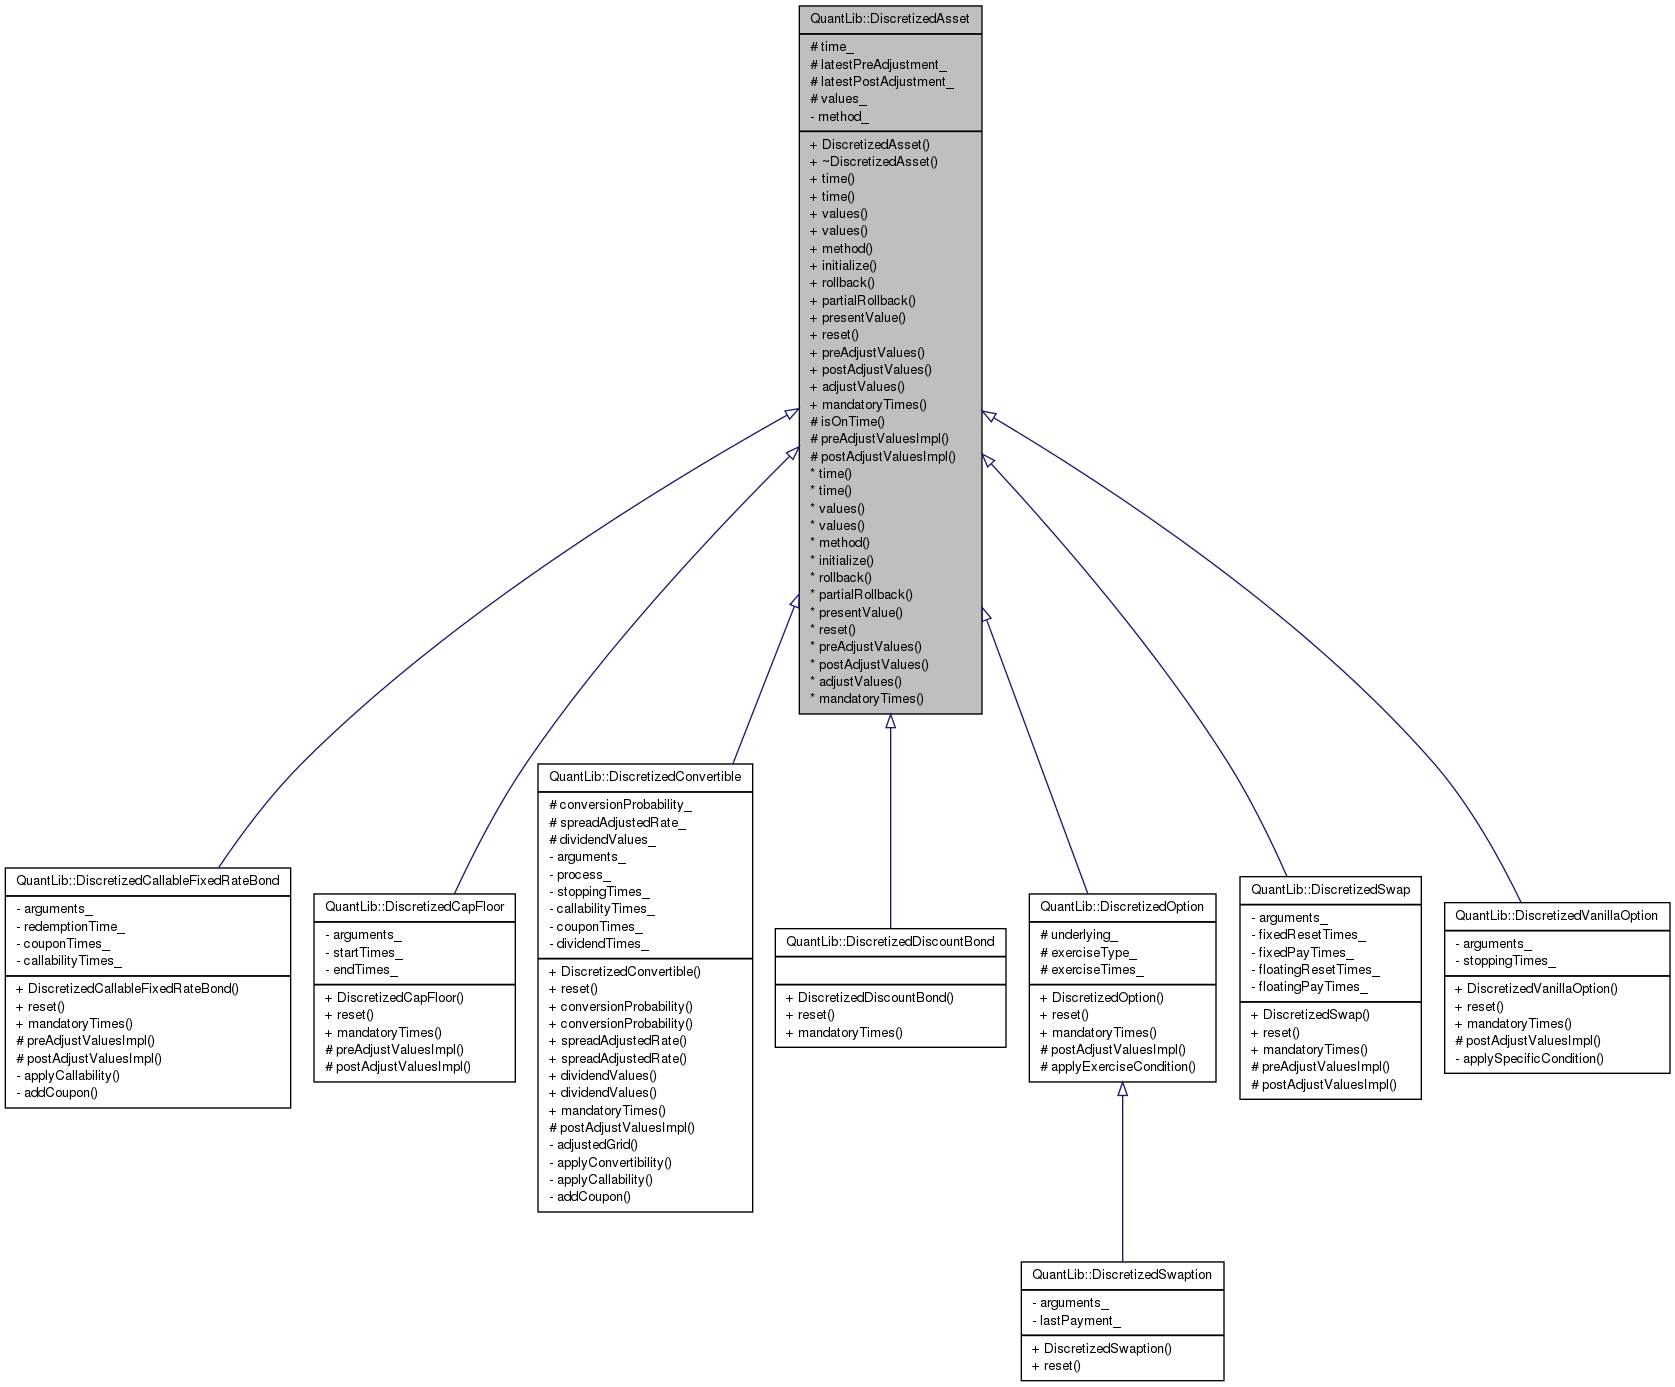 QuantLib::DiscretizedAsset
# time_
# latestPreAdjustment_
# latestPostAdjustment_
# values_
- method_
+ DiscretizedAsset()
+ ~DiscretizedAsset()
+ time()
+ time()
+ values()
+ values()
+ method()
+ initialize()
+ rollback()
+ partialRollback()
+ presentValue()
+ reset()
+ preAdjustValues()
+ postAdjustValues()
+ adjustValues()
+ mandatoryTimes()
# isOnTime()
# preAdjustValuesImpl()
# postAdjustValuesImpl()
* time()
* time()
* values()
* values()
* method()
* initialize()
* rollback()
* partialRollback()
* presentValue()
* reset()
* preAdjustValues()
* postAdjustValues()
* adjustValues()
* mandatoryTimes()
QuantLib::DiscretizedCallableFixedRateBond
- arguments_
- redemptionTime_
- couponTimes_
- callabilityTimes_
+ DiscretizedCallableFixedRateBond()
+ reset()
+ mandatoryTimes()
# preAdjustValuesImpl()
# postAdjustValuesImpl()
- applyCallability()
- addCoupon()
QuantLib::DiscretizedCapFloor
- arguments_
- startTimes_
- endTimes_
+ DiscretizedCapFloor()
+ reset()
+ mandatoryTimes()
# preAdjustValuesImpl()
# postAdjustValuesImpl()
QuantLib::DiscretizedConvertible
# conversionProbability_
# spreadAdjustedRate_
# dividendValues_
- arguments_
- process_
- stoppingTimes_
- callabilityTimes_
- couponTimes_
- dividendTimes_
+ DiscretizedConvertible()
+ reset()
+ conversionProbability()
+ conversionProbability()
+ spreadAdjustedRate()
+ spreadAdjustedRate()
+ dividendValues()
+ dividendValues()
+ mandatoryTimes()
# postAdjustValuesImpl()
- adjustedGrid()
- applyConvertibility()
- applyCallability()
- addCoupon()
QuantLib::DiscretizedDiscountBond
+ DiscretizedDiscountBond()
+ reset()
+ mandatoryTimes()
QuantLib::DiscretizedOption
# underlying_
# exerciseType_
# exerciseTimes_
+ DiscretizedOption()
+ reset()
+ mandatoryTimes()
# postAdjustValuesImpl()
# applyExerciseCondition()
QuantLib::DiscretizedSwap
- arguments_
- fixedResetTimes_
- fixedPayTimes_
- floatingResetTimes_
- floatingPayTimes_
+ DiscretizedSwap()
+ reset()
+ mandatoryTimes()
# preAdjustValuesImpl()
# postAdjustValuesImpl()
QuantLib::DiscretizedVanillaOption
- arguments_
- stoppingTimes_
+ DiscretizedVanillaOption()
+ reset()
+ mandatoryTimes()
# postAdjustValuesImpl()
- applySpecificCondition()
QuantLib::DiscretizedSwaption
- arguments_
- lastPayment_
+ DiscretizedSwaption()
+ reset()